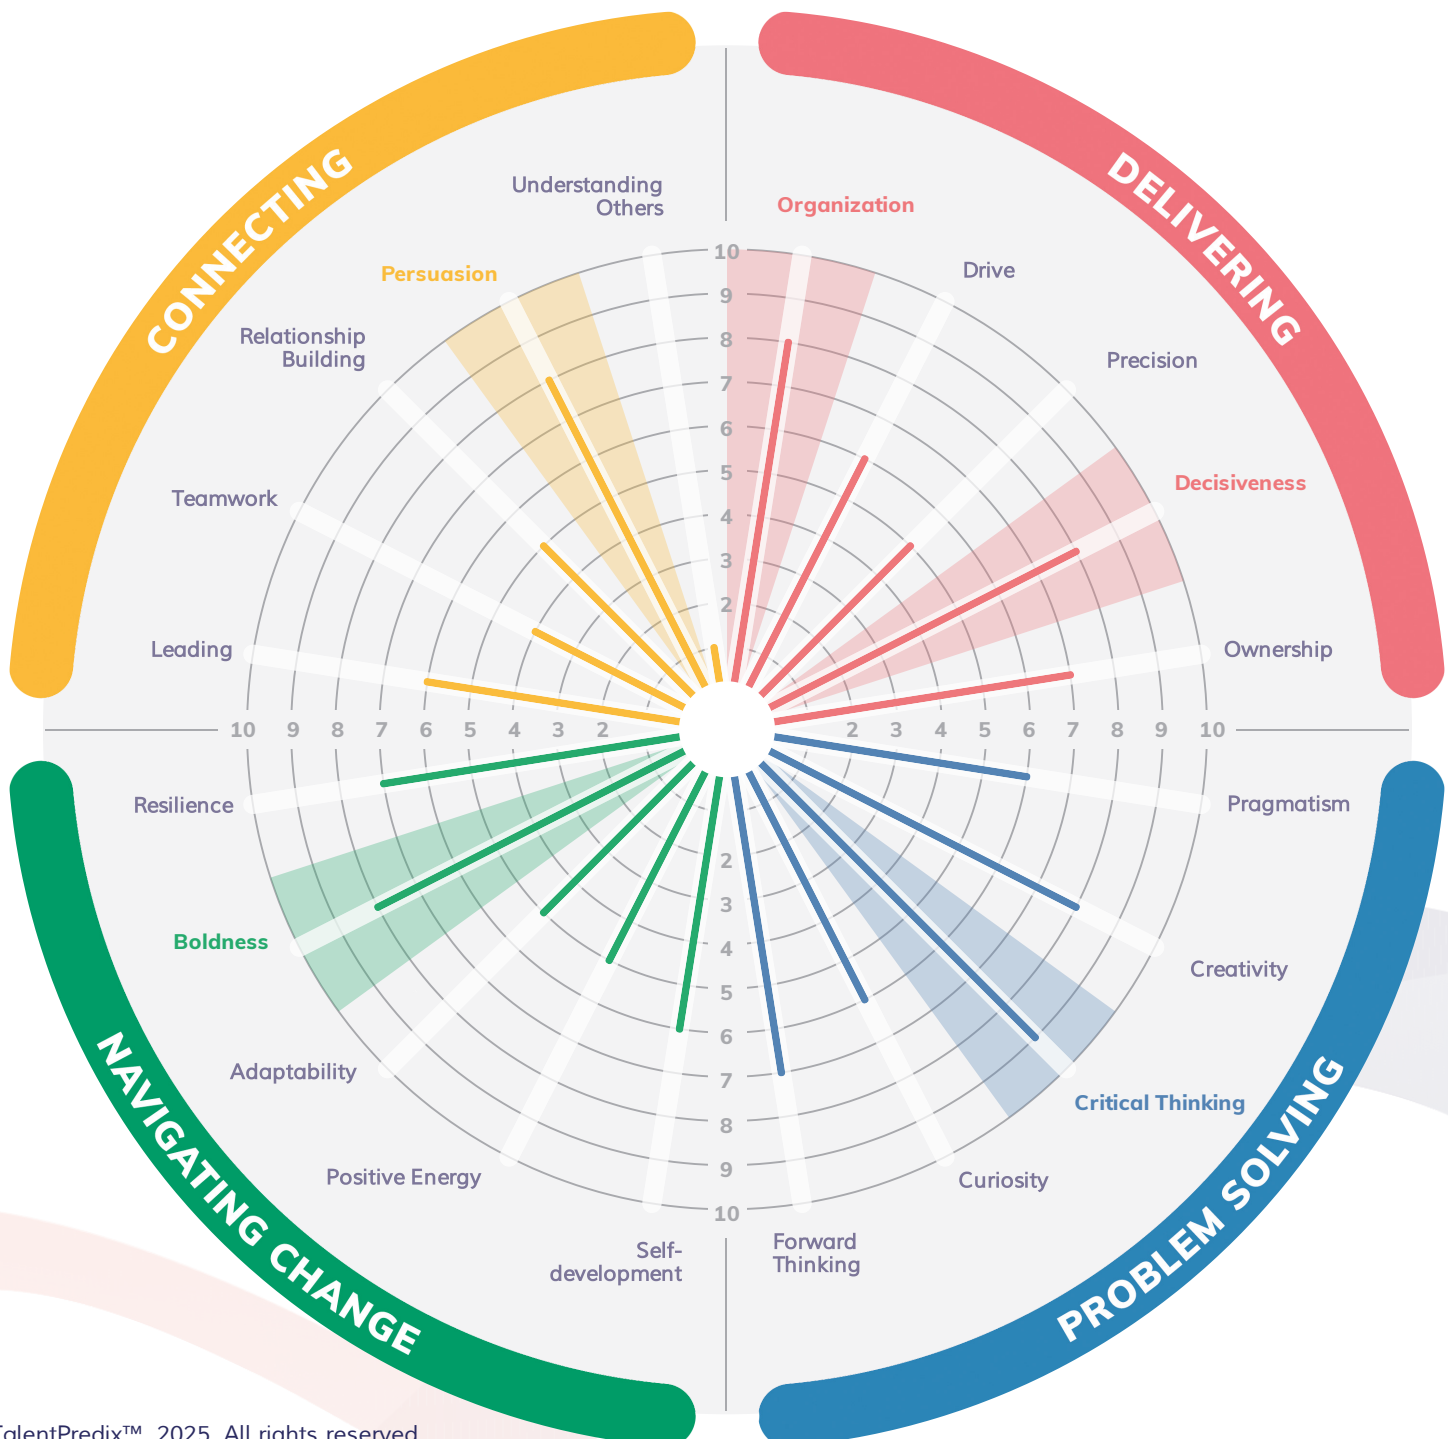 CONNECTING
DELIVERING
Understanding
Others
Organization
Persuasion
Drive
Relationship
Building
Precision
Teamwork
Decisiveness
Leading
Ownership
10
9
8
7
6
5
4
3
2
10 9 8 7 6 5 4 3 2
2 3 4 5 6 7 8 9 10
2
3
4
5
6
7
8
9
10
Resilience
Pragmatism
Boldness
Creativity
Adaptability
Critical Thinking
Positive Energy
Curiosity
Self-
development
Forward
Thinking
NAVIGATING CHANGE
PROBLEM SOLVING
TalentPredix™, 2025. All rights reserved